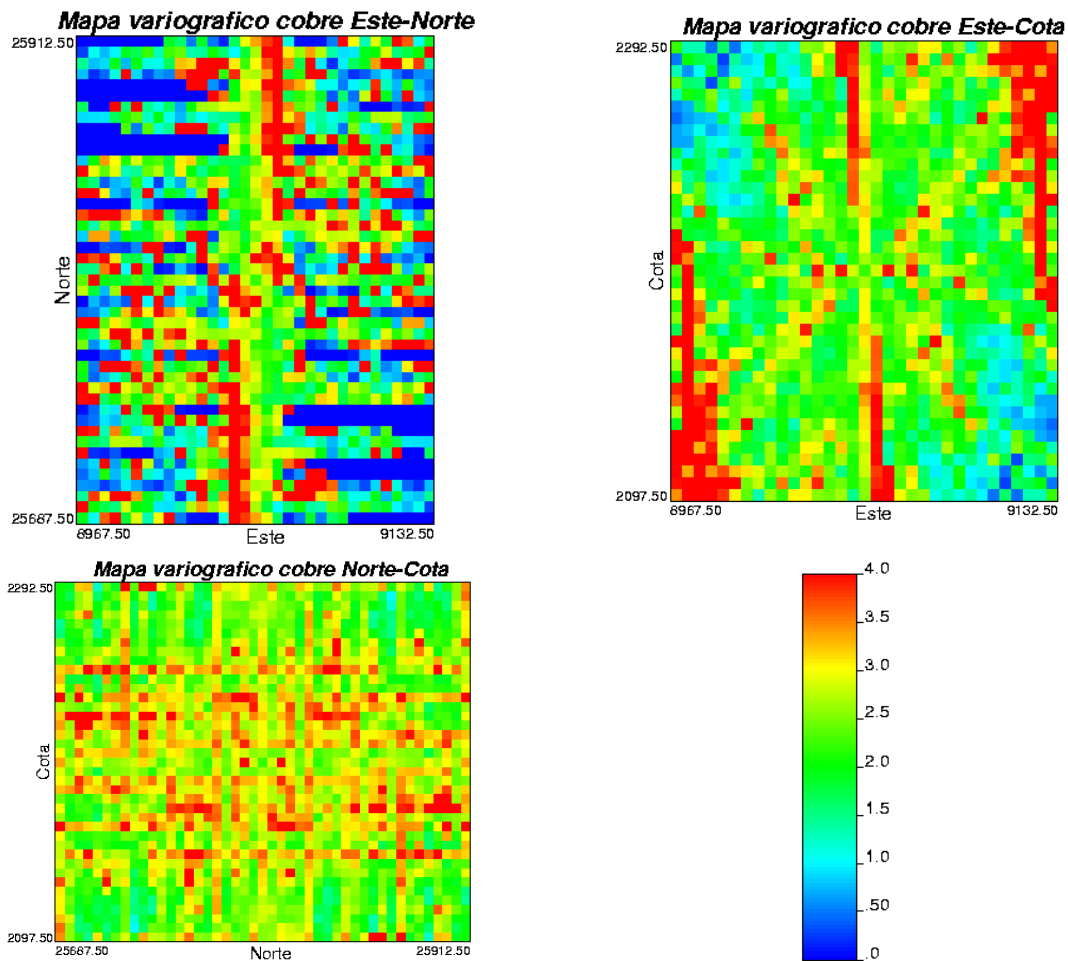 Mapa variografico cobre Este-Norte
25912.50
Norte
25687.50
8967.50
Este
9132.50
Mapa variografico cobre Este-Cota
2292.50
Cota
2097.50
8967.50
Este
9132.50
Mapa variografico cobre Norte-Cota
2292.50
Cota
2097.50
25687.50
Norte
25912.50
4.0
3.5
3.0
2.5
2.0
1.5
1.0
.50
.0